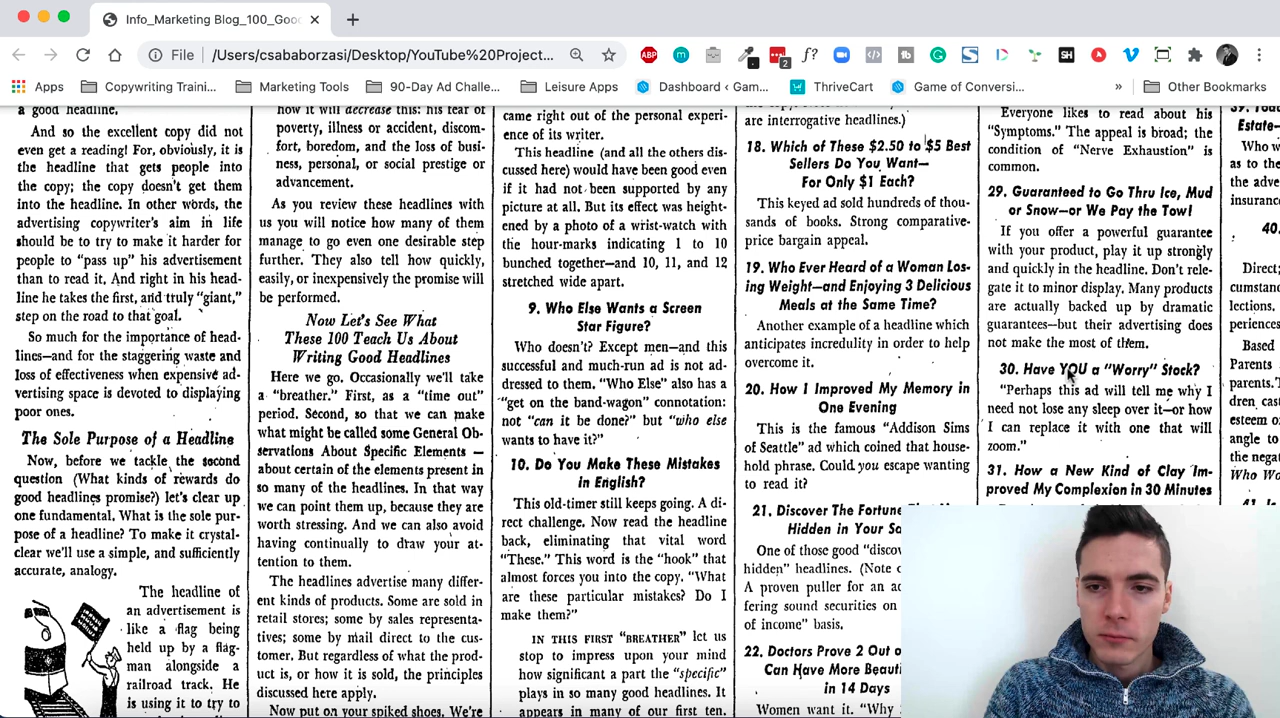 Info_Marketing Blog_100_Goo
File
/Users/csababorzasi/Desktop/YouTube%20Project...
ABP
m
2
f?
</>
tb
S
SH
Apps
Copywriting Traini...
Marketing Tools
90-Day Ad Challe...
Leisure Apps
Dashboard ‹ Gam...
ThriveCart
Game of Conversi...
»
Other Bookmarks
a good headline.
And so the excellent copy did not
even get a reading! For, obviously, it is
the headline that gets people into
the copy; the copy doesn't get them
into the headline. In other words, the
advertising copywriter's aim in life
should be to try to make it harder for
people to "pass up" his advertisement
than to read it. And right in his head-
line he takes the first, and truly "giant,"
step on the road to that goal.
So much for the importance of head-
lines—and for the staggering waste and
loss of effectiveness when expensive ad-
vertising space is devoted to displaying
poor ones.
The Sole Purpose of a Headline
Now, before we tackle the second
question (What kinds of rewards do
good headlines promise?) let's clear up
one fundamental. What is the sole pur-
pose of a headline? To make it crystal-
clear we'll use a simple, and sufficiently
accurate, analogy.
The headline of
an advertisement is
like a flag being
held up by a flag-
man alongside a
railroad track. He
is using it to try to
how it will decrease this: his fear of
poverty, illness or accident, discom-
fort, boredom, and the loss of busi-
ness, personal, or social prestige or
advancement.
As you review these headlines with
us you will notice how many of them
manage to go even one desirable step
further. They also tell how quickly,
easily, or inexpensively the promise will
be performed.
Now Let's See What
These 100 Teach Us About
Writing Good Headlines
Here we go. Occasionally we'll take
a "breather." First, as a "time out"
period. Second, so that we can make
what might be called some General Ob-
servations About Specific Elements —
about certain of the elements present in
so many of the headlines. In that way
we can point them up, because they are
worth stressing. And we can also avoid
having continually to draw your at-
tention to them.
The headlines advertise many differ-
ent kinds of products. Some are sold in
retail stores; some by sales representa-
tives; some by mail direct to the cus-
tomer. But regardless of what the prod-
uct is, or how it is sold, the principles
discussed here apply.
Now put on your spiked shoes. We're
came right out of the personal experi-
ence of its writer.
This headline (and all the others dis-
cussed here) would have been good even
if it had not been supported by any
picture at all. But its effect was height-
ened by a photo of a wrist-watch with
the hour-marks indicating 1 to 10
bunched together—and 10, 11, and 12
stretched wide apart.
9. Who Else Wants a Screen
Star Figure?
Who doesn't? Except men—and this
successful and much-run ad is not ad-
dressed to them. "Who Else" also has a
"get on the band-wagon" connotation:
not "can it be done?" but "who else
wants to have it?"
10. Do You Make These Mistakes
in English?
This old-timer still keeps going. A di-
rect challenge. Now read the headline
back, eliminating that vital word
"These." This word is the "hook" that
almost forces you into the copy. "What
are these particular mistakes? Do I
make them?"
IN THIS FIRST "BREATHER" let us
stop to impress upon your mind
how significant a part the "specific"
plays in so many good headlines. It
appears in many of our first ten.
are interrogative headlines.)
18. Which of These $2.50 to $5 Best
Sellers Do You Want—
For Only $1 Each?
This keyed ad sold hundreds of thou-
sands of books. Strong comparative-
price bargain appeal.
19. Who Ever Heard of a Woman Los-
ing Weight—and Enjoying 3 Delicious
Meals at the Same Time?
Another example of a headline which
anticipates incredulity in order to help
overcome it.
20. How I Improved My Memory in
One Evening
This is the famous "Addison Sims
of Seattle" ad which coined that house-
hold phrase. Could you escape wanting
to read it?
21. Discover The Fortune
Hidden in Your
One of those good
hidden" headlines. (Note
A proven puller for an
fering sound securities on
of income" basis.
22. Doctors Prove 2 Out
Can Have More
in 14 Days
Women want it. "Why
Everyone likes to read about his
"Symptoms." The appeal is broad; the
condition of "Nerve Exhaustion" is
common.
29. Guaranteed to Go Thru Ice, Mud
or Snow—or We Pay the Tow!
If you offer a powerful guarantee
with your product, play it up strongly
and quickly in the headline. Don't rele-
gate it to minor display. Many products
are actually backed up by dramatic
guarantees—but their advertising does
not make the most of them.
30. Have YOU a "Worry" Stock?
"Perhaps this ad will tell me why I
need not lose any sleep over it—or how
I can replace it with one that will
zoom."
31. How a New Kind of Clay Im-
proved My Complexion in 30 Minutes
Estate—
Who w
as to the
the adver
insuranc
40.
Direct;
cumstanc
lections.
perience
Based
Parents
parents.
dren cas
esteem o
angle to
the negat
Who Wo